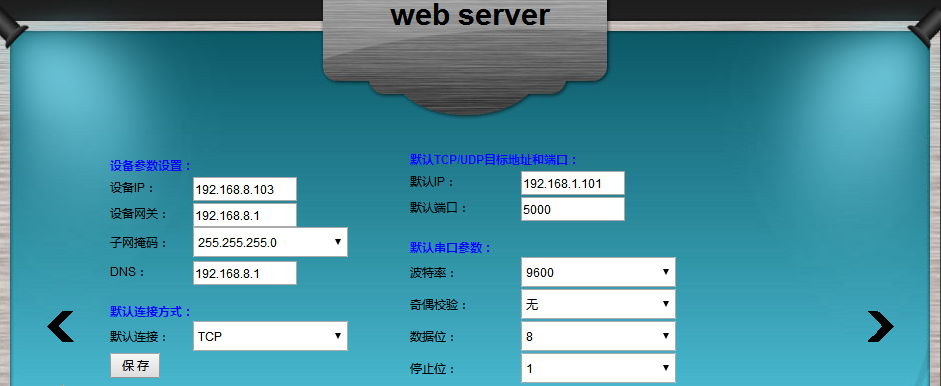 web server
设备参数设置：
设备IP： 192.168.8.103
设备网关： 192.168.8.1
子网掩码： 255.255.255.0
DNS： 192.168.8.1
默认连接方式：
默认连接： TCP
保存
默认TCP/UDP目标地址和端口：
默认IP： 192.168.1.101
默认端口： 5000
默认串口参数：
波特率： 9600
奇偶校验： 无
数据位： 8
停止位： 1